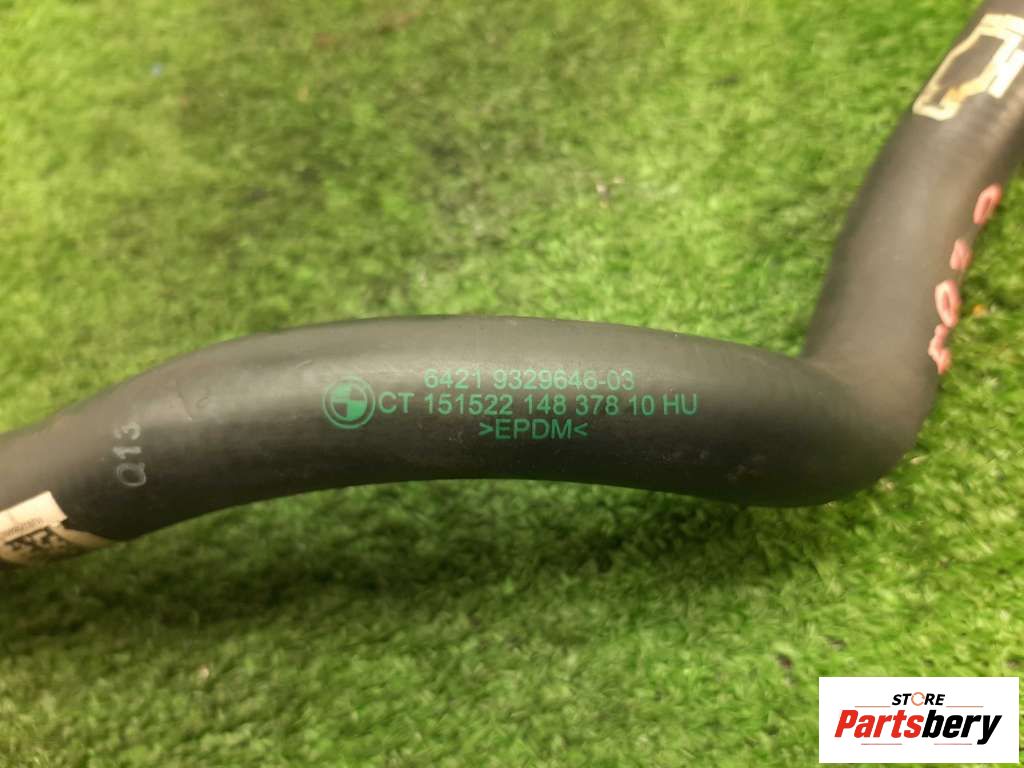 6421 9329646-03
CT 151522 148 378 10 HU
>EPDM<
Q13
STORE
Partsbery